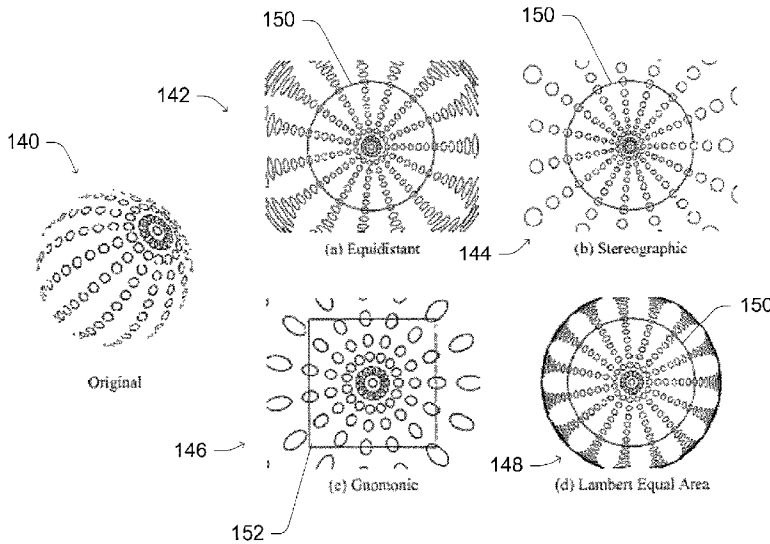 150
150
142
140
(a) Equidistant
144
(b) Stereographic
150
Original
146
(c) Gnomonic
148
(d) Lambert Equal Area
152